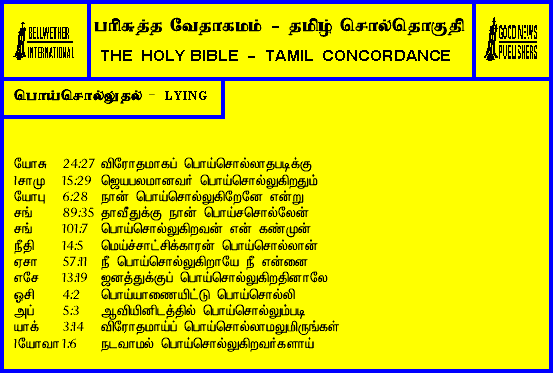 BELLWETHER INTERNATIONAL
பரிசுத்த வேதாகமம் - தமிழ் சொல்தொகுதி
THE HOLY BIBLE - TAMIL CONCORDANCE
GOOD NEWS PUBLISHERS
பொய்சொல்லுதல் - LYING
யோசு 24:27 விரோதமாகப் பொய்சொல்லாதபடிக்கு
1சாமு 15:29 ஜெயபலமானவர் பொய்சொல்லுகிறதும்
யோபு 6:28 நான் பொய்சொல்லுகிறேனே என்று
சங் 89:35 தாவீதுக்கு நான் பொய்சசொல்லேன்
சங் 101:7 பொய்சொல்லுகிறவன் என் கண்முன்
நீதி 14:5 மெய்ச்சாட்சிக்காரன் பொய்சொல்லான்
ஏசா 57:11 நீ பொய்சொல்லுகிறாயே நீ என்னை
எசே 13:19 ஜனத்துக்குப் பொய்சொல்லுகிறதினாலே
ஓசி 4:2 பொய்யாணையிட்டு பொய்சொல்லி
அப் 5:3 ஆவியினிடத்தில் பொய்சொல்லும்படி
யாக் 3:14 விரோதமாய்ப் பொய்சொல்லாமலுமிருங்கள்
1யோவா 1:6 நடவாமல் பொய்சொல்லுகிறவர்களாய்